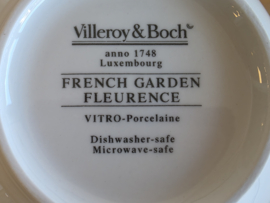 Villeroy & Boch
anno 1748
Luxembourg
FRENCH GARDEN
FLEURENCE
VITRO-Porcelaine
Dishwasher-safe
Microwave-safe